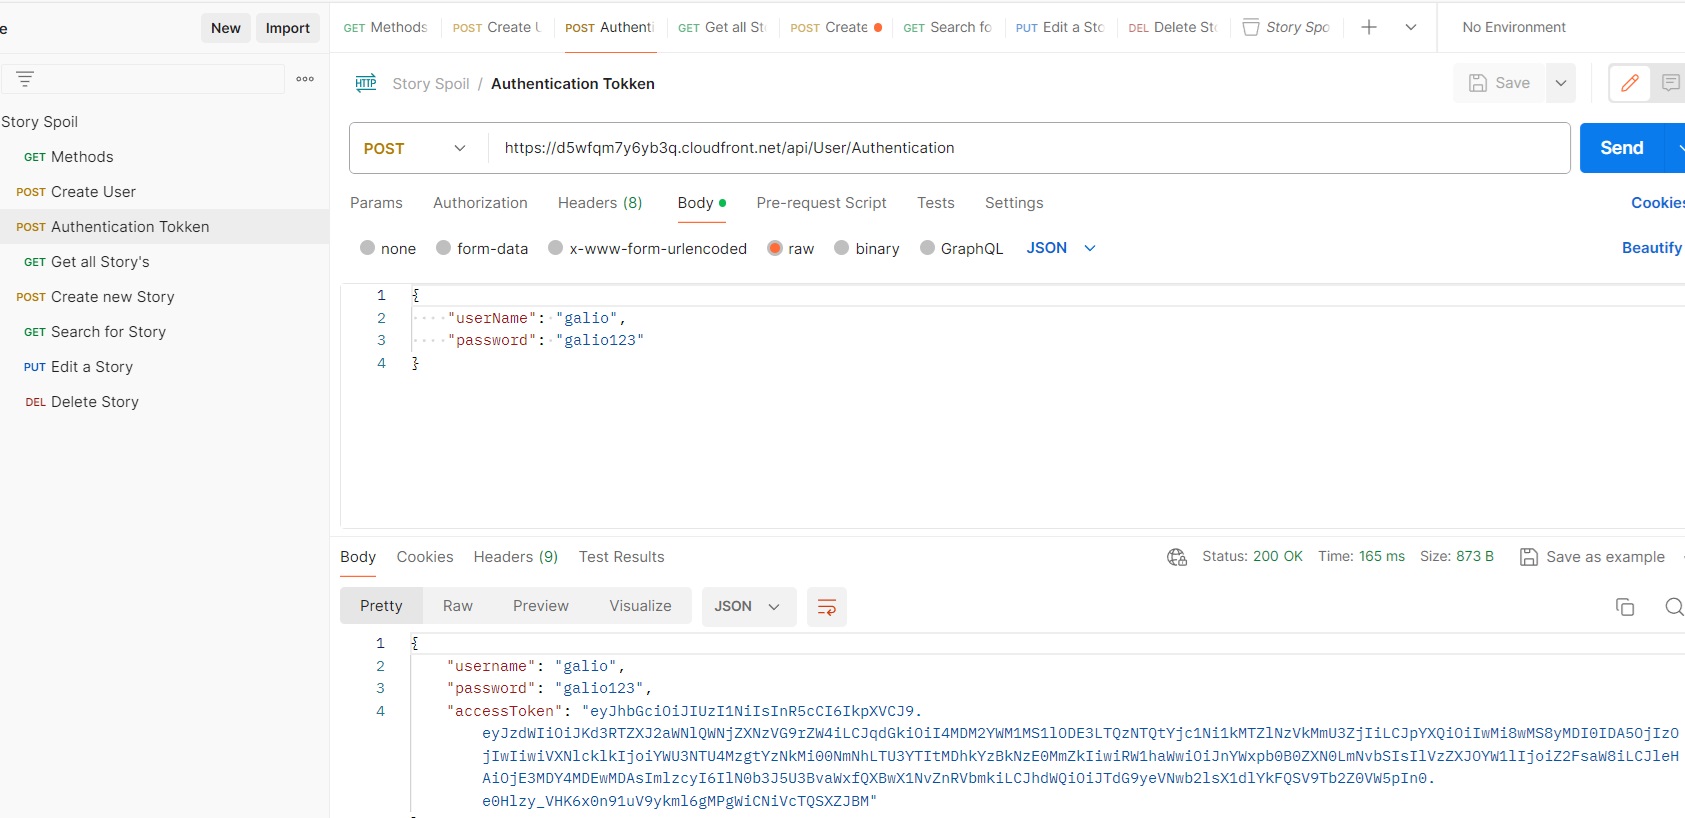 e
New
Import
GET Methods
POST Create U
POST Authenti
GET Get all St
POST Create
GET Search fo
PUT Edit a Sto
DEL Delete St
Story Spo
No Environment
HTTP
Story Spoil / Authentication Tokken
Save
POST
https://d5wfqm7y6yb3q.cloudfront.net/api/User/Authentication
Send
Params
Authorization
Headers (8)
Body
Pre-request Script
Tests
Settings
Cookies
none
form-data
x-www-form-urlencoded
raw
binary
GraphQL
JSON
Beautify
Story Spoil
GET Methods
POST Create User
POST Authentication Tokken
GET Get all Story's
POST Create new Story
GET Search for Story
PUT Edit a Story
DEL Delete Story
1 {
2 "userName": "galio",
3 "password": "galio123"
4 }
Body
Cookies
Headers (9)
Test Results
Status: 200 OK
Time: 165 ms
Size: 873 B
Save as example
Pretty
Raw
Preview
Visualize
JSON
1 {
2 "username": "galio",
3 "password": "galio123",
4 "accessToken": "eyJhbGciOiJIUzI1NiIsInR5cCI6IkpXVCJ9.